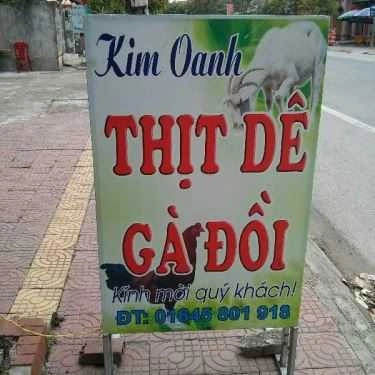 Kim Oanh
THỊT DÊ
GÀ ĐỒI
Kính mời quý khách!
ĐT: 01645 801 918